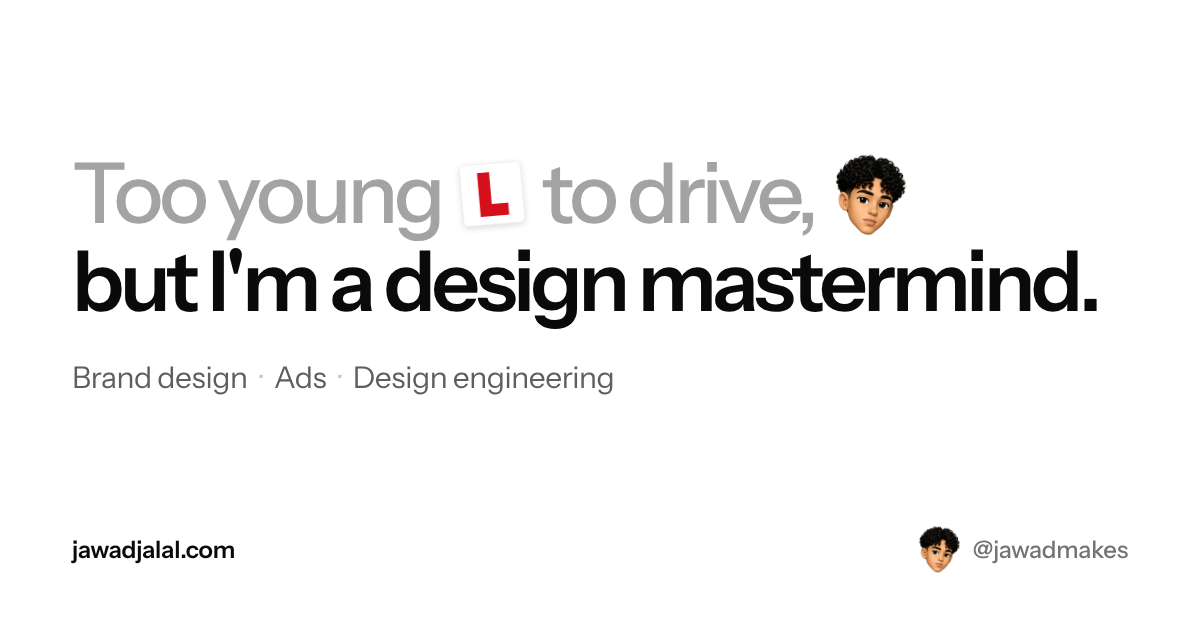 Too young L to drive,
but I'm a design mastermind.
Brand design · Ads · Design engineering
jawadjalal.com
@jawadmakes